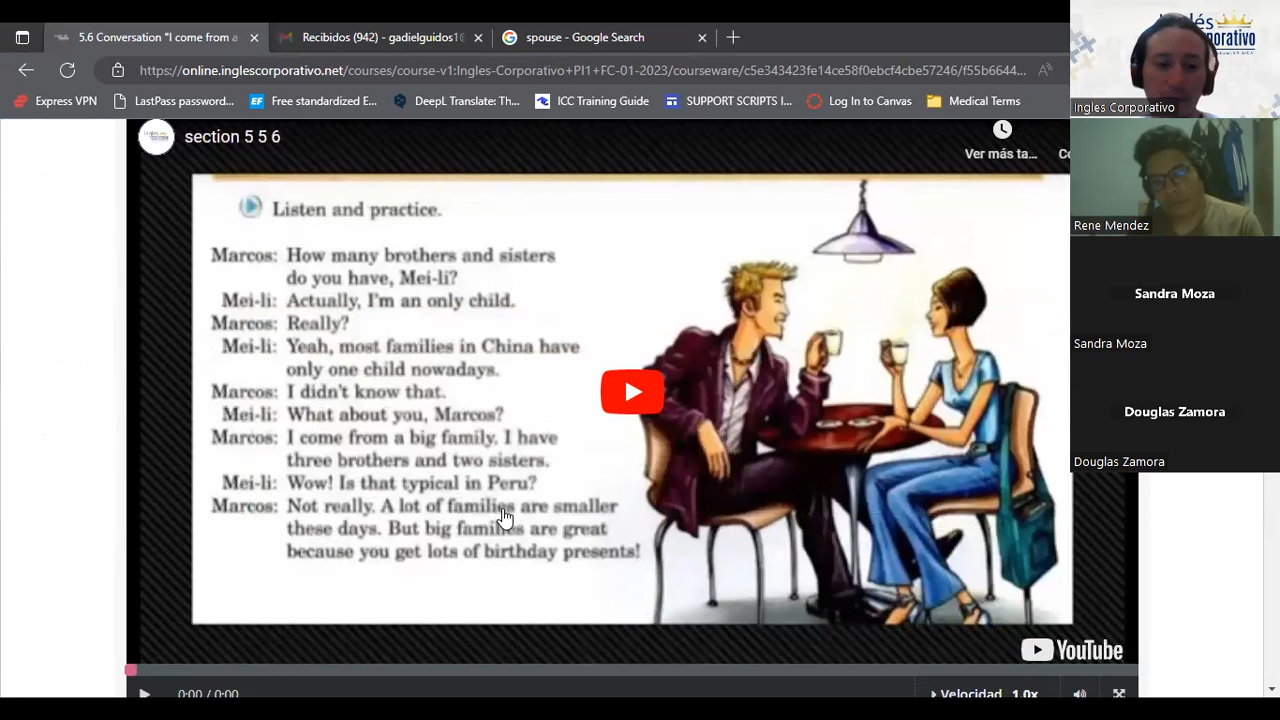 5.6 Conversation "I come from a
Recibidos (942) - gadielguidos1@
spouse - Google Search
https://online.inglescorporativo.net/courses/course-v1:Ingles-Corporativo+PI1+FC-01-2023/courseware/c5e343423fe14ce58f0ebcf4cbe57246/f55b6644...
Express VPN
LastPass password...
EF Free standardized E...
DeepL Translate: Th...
ICC Training Guide
SUPPORT SCRIPTS I...
Log In to Canvas
Medical Terms
section 5 5 6
Ver más ta...
Listen and practice.
Marcos: How many brothers and sisters
do you have, Mei-li?
Mei-li: Actually, I'm an only child.
Marcos: Really?
Mei-li: Yeah, most families in China have
only one child nowadays.
Marcos: I didn't know that.
Mei-li: What about you, Marcos?
Marcos: I come from a big family. I have
three brothers and two sisters.
Mei-li: Wow! Is that typical in Peru?
Marcos: Not really. A lot of families are smaller
these days. But big families are great
because you get lots of birthday presents!
YouTube
0:00 / 0:00
Velocidad 1.0x
Inglés
Corporativo
Ingles Corporativo
Rene Mendez
Sandra Moza
Sandra Moza
Douglas Zamora
Douglas Zamora